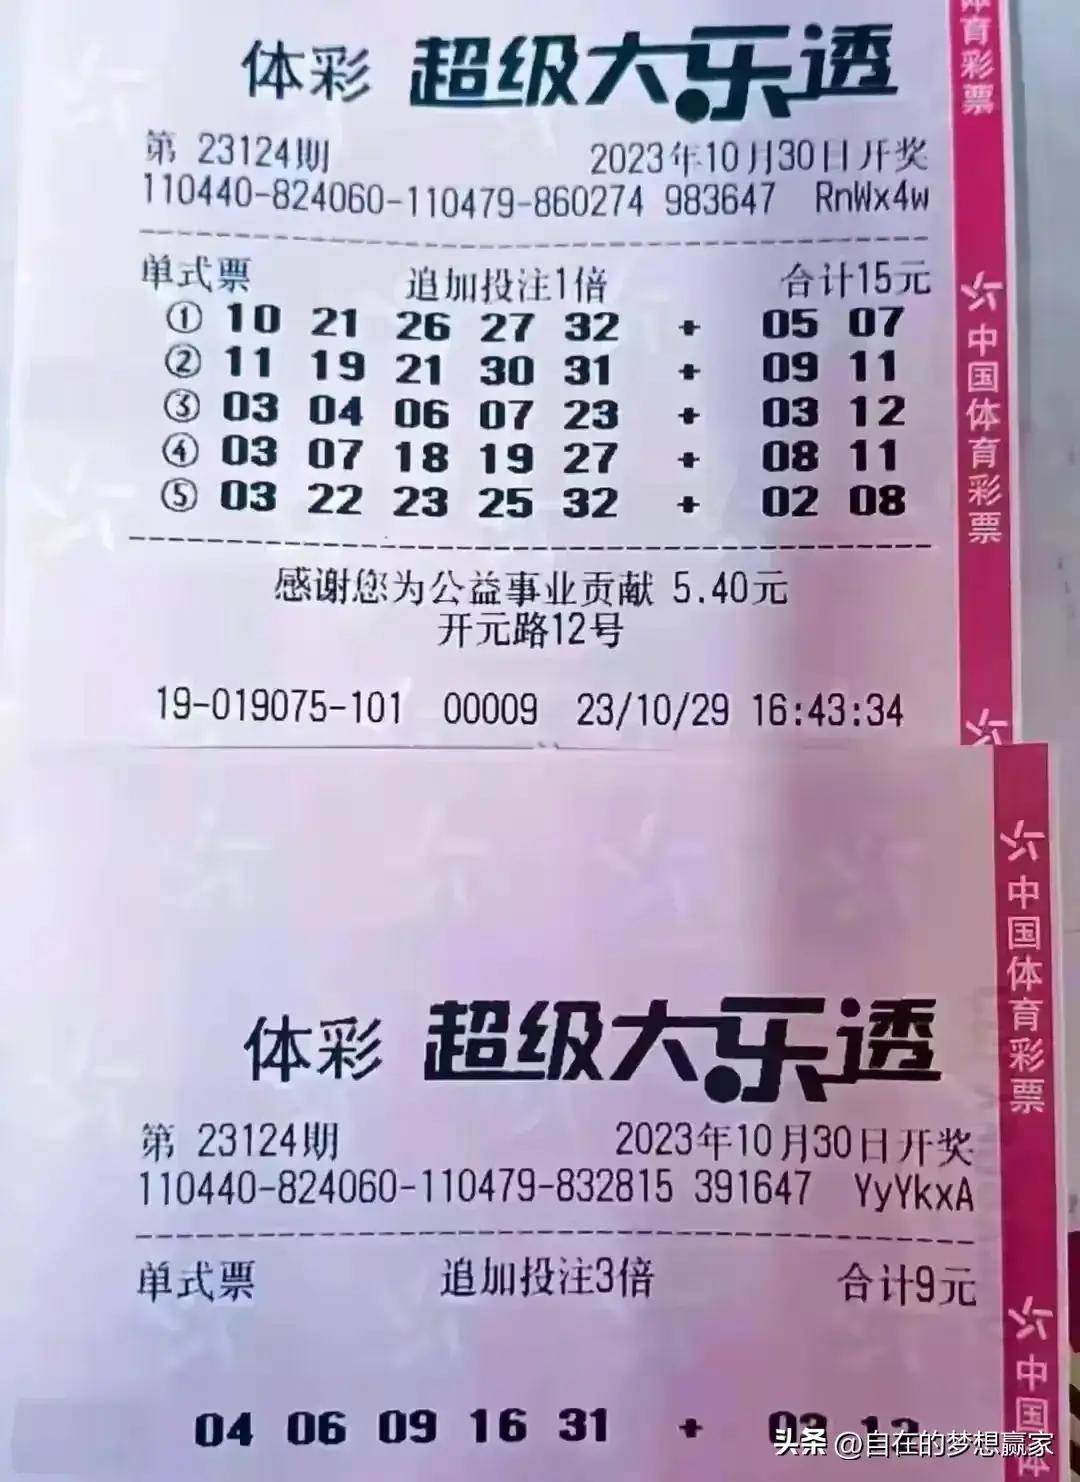 体彩 超级大乐透
第 23124期 2023年10月30日开奖
110440-824060-110479-860274 983647 RnWx4w
单式票 追加投注1倍 合计15元
① 10 21 26 27 32 + 05 07
② 11 19 21 30 31 + 09 11
③ 03 04 06 07 23 + 03 12
④ 03 07 18 19 27 + 08 11
⑤ 03 22 23 25 32 + 02 08
感谢您为公益事业贡献 5.40元
开元路12号
19-019075-101 00009 23/10/29 16:43:34
体育彩票
中国体育彩票
体彩 超级大乐透
第 23124期 2023年10月30日开奖
110440-824060-110479-832815 391647 YyYkxA
单式票 追加投注3倍 合计9元
04 06 09 16 31 +
中国体育彩票
中国体
头条 @自在的梦想赢家